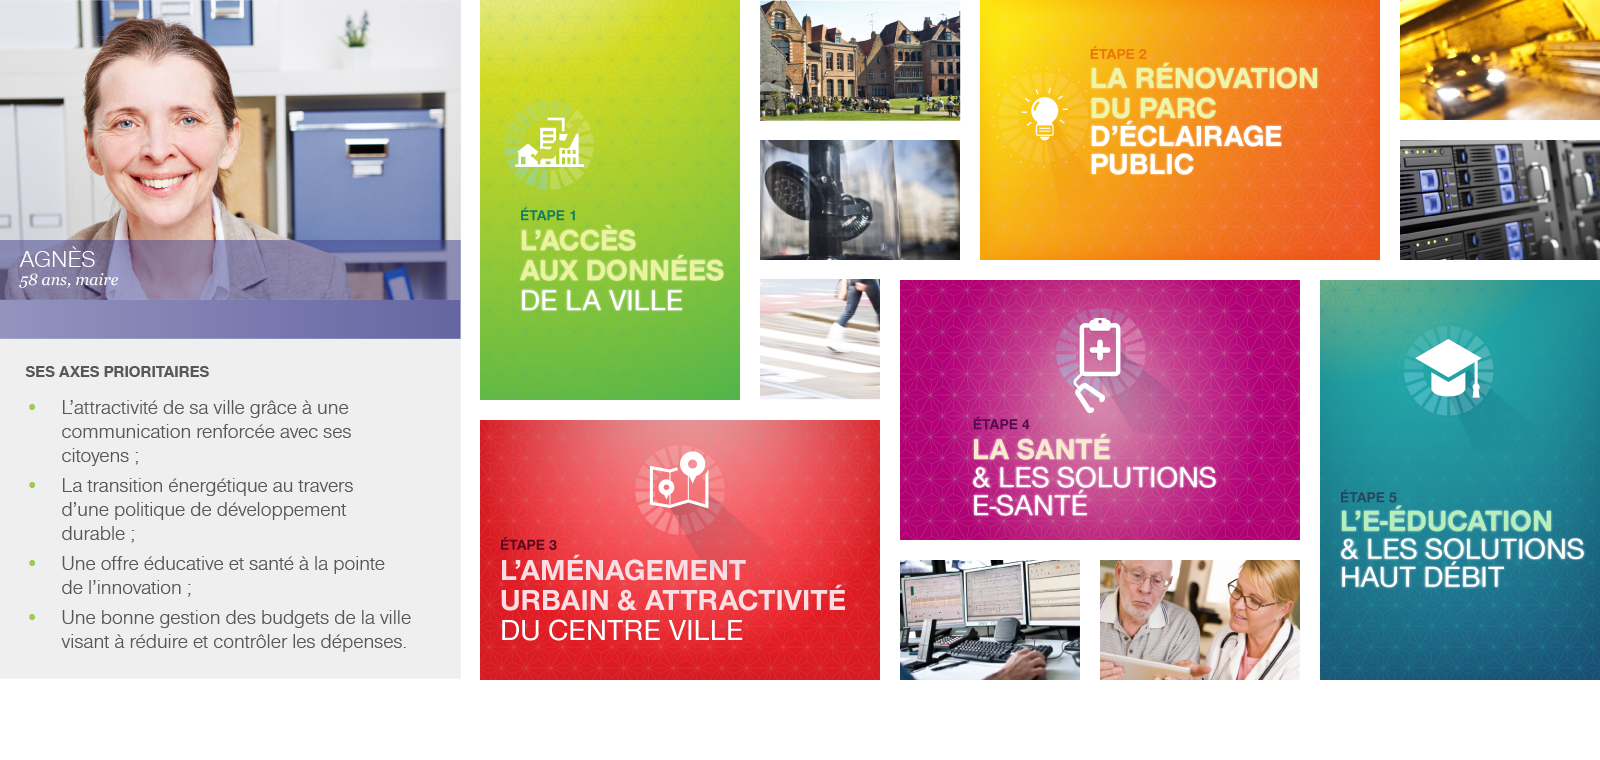 AGNÈS
58 ans, maire
SES AXES PRIORITAIRES
• L'attractivité de sa ville grâce à une
communication renforcée avec ses
citoyens ;
• La transition énergétique au travers
d'une politique de développement
durable ;
• Une offre éducative et santé à la pointe
de l'innovation ;
• Une bonne gestion des budgets de la ville
visant à réduire et contrôler les dépenses.
ÉTAPE 1
L'ACCÈS
AUX DONNÉES
DE LA VILLE
ÉTAPE 2
LA RÉNOVATION
DU PARC
D'ÉCLAIRAGE
PUBLIC
ÉTAPE 3
L'AMÉNAGEMENT
URBAIN & ATTRACTIVITÉ
DU CENTRE VILLE
ÉTAPE 4
LA SANTÉ
& LES SOLUTIONS
E-SANTÉ
ÉTAPE 5
L'E-ÉDUCATION
& LES SOLUTIONS
HAUT DÉBIT